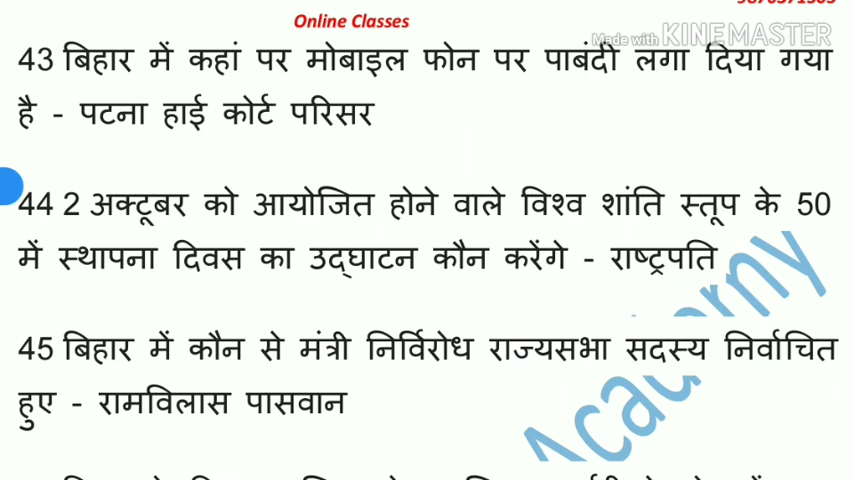 Online Classes
Made with KINEMASTER
43 बिहार में कहां पर मोबाइल फोन पर पाबंदी लगा दिया गया
है - पटना हाई कोर्ट परिसर
44 2 अक्टूबर को आयोजित होने वाले विश्व शांति स्तूप के 50
में स्थापना दिवस का उद्घाटन कौन करेंगे - राष्ट्रपति
45 बिहार में कौन से मंत्री निर्विरोध राज्यसभा सदस्य निर्वाचित
हुए - रामविलास पासवान